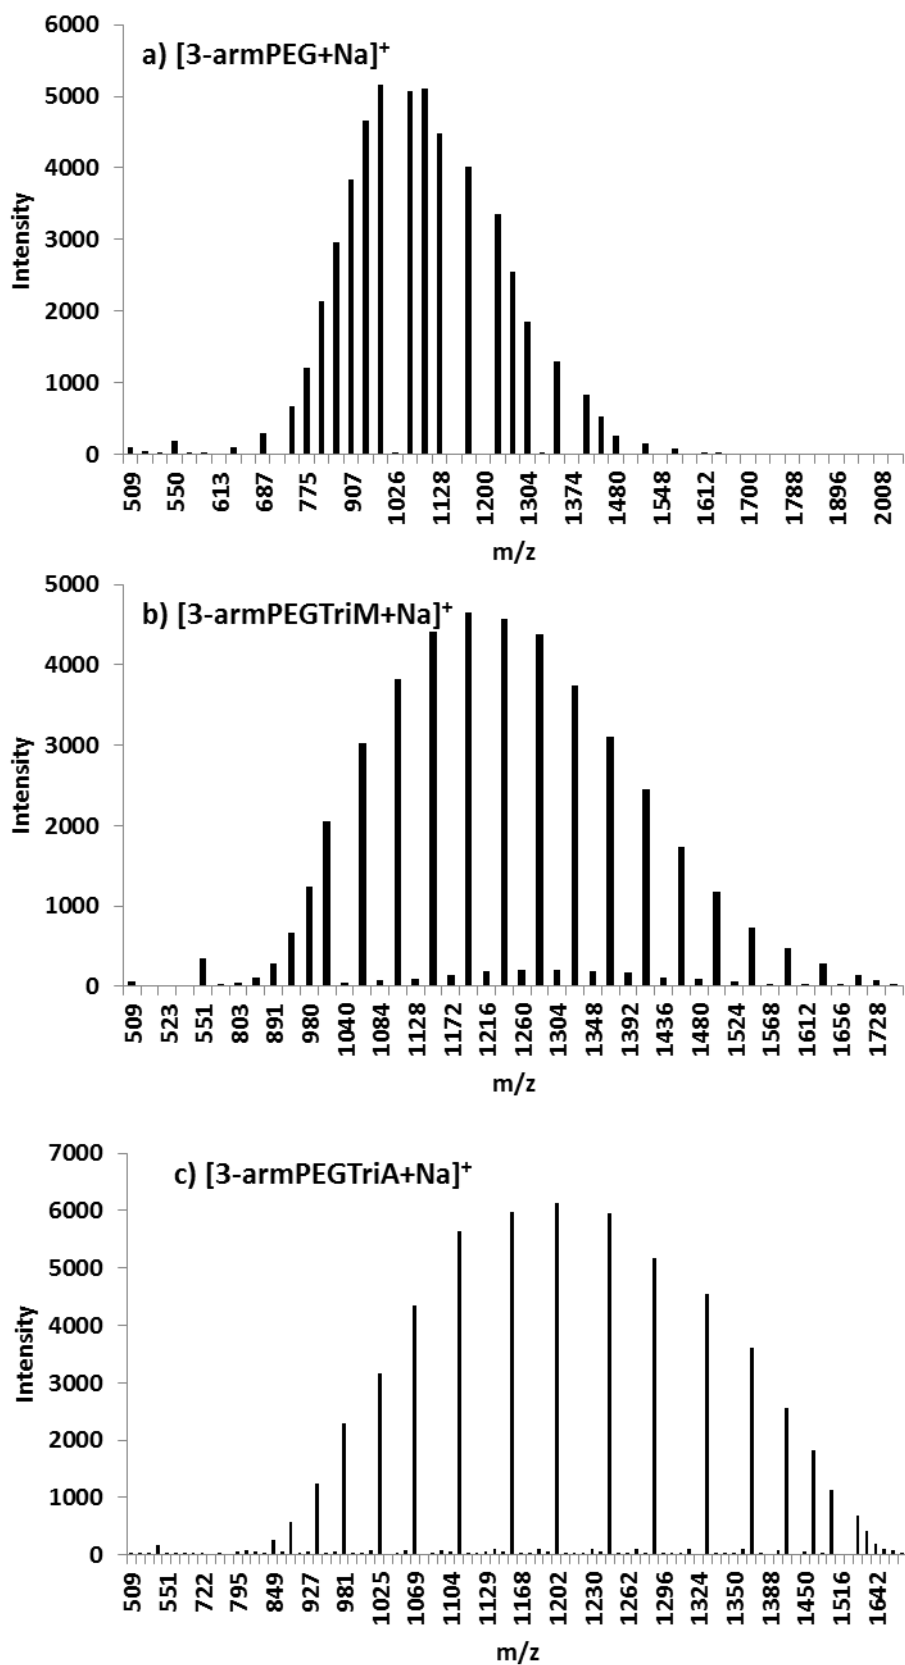 a) [3-armPEG+Na]+
6000
5000
4000
3000
2000
1000
0
Intensity
509 550 613 687 775 907 1026 1128 1200 1304 1374 1480 1548 1612 1700 1788 1896 2008
m/z
b) [3-armPEGTriM+Na]+
5000
4000
3000
2000
1000
0
Intensity
509 523 551 803 891 980 1040 1084 1128 1172 1216 1260 1304 1348 1392 1436 1480 1524 1568 1612 1656 1728
m/z
c) [3-armPEGTriA+Na]+
7000
6000
5000
4000
3000
2000
1000
0
Intensity
509 551 722 795 849 927 981 1025 1069 1104 1129 1168 1202 1230 1262 1296 1324 1350 1388 1450 1516 1642
m/z